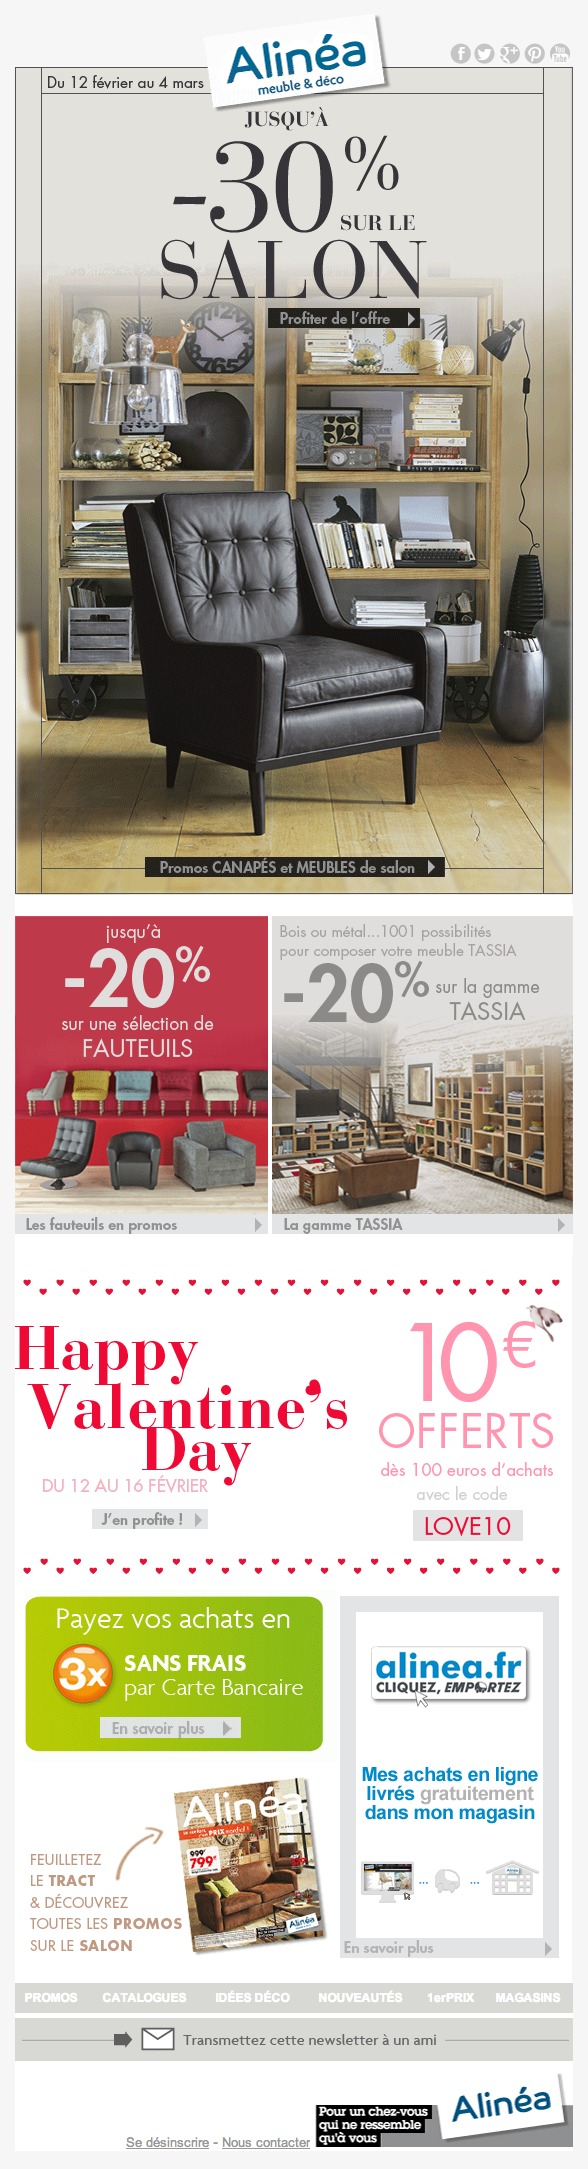 Alinéa
meuble & déco
Du 12 février au 4 mars
JUSQU'À
-30%
SUR LE
SALON
Profiter de l'offre
Promos CANAPÉS et MEUBLES de salon
jusqu'à
-20%
sur une sélection de
FAUTEUILS
Les fauteuils en promos
Bois ou métal...1001 possibilités
pour composer votre meuble TASSIA
-20% sur la gamme
TASSIA
La gamme TASSIA
Happy
Valentine's
Day
DU 12 AU 16 FÉVRIER
J'en profite !
10€
OFFERTS
dès 100 euros d'achats
avec le code
LOVE10
Payez vos achats en
3x
SANS FRAIS
par Carte Bancaire
En savoir plus
alinea.fr
CLIQUEZ, EMPORTEZ
Mes achats en ligne
livrés gratuitement
dans mon magasin
En savoir plus
FEUILLETEZ
LE TRACT
& DÉCOUVREZ
TOUTES LES PROMOS
SUR LE SALON
Alinéa
799€
Alinéa
PROMOS CATALOGUES IDÉES DÉCO NOUVEAUTÉS 1erPRIX MAGASINS
Transmettez cette newsletter à un ami
Pour un chez-vous
qui ne ressemble
qu'à vous
Alinéa
Se désinscrire - Nous contacter